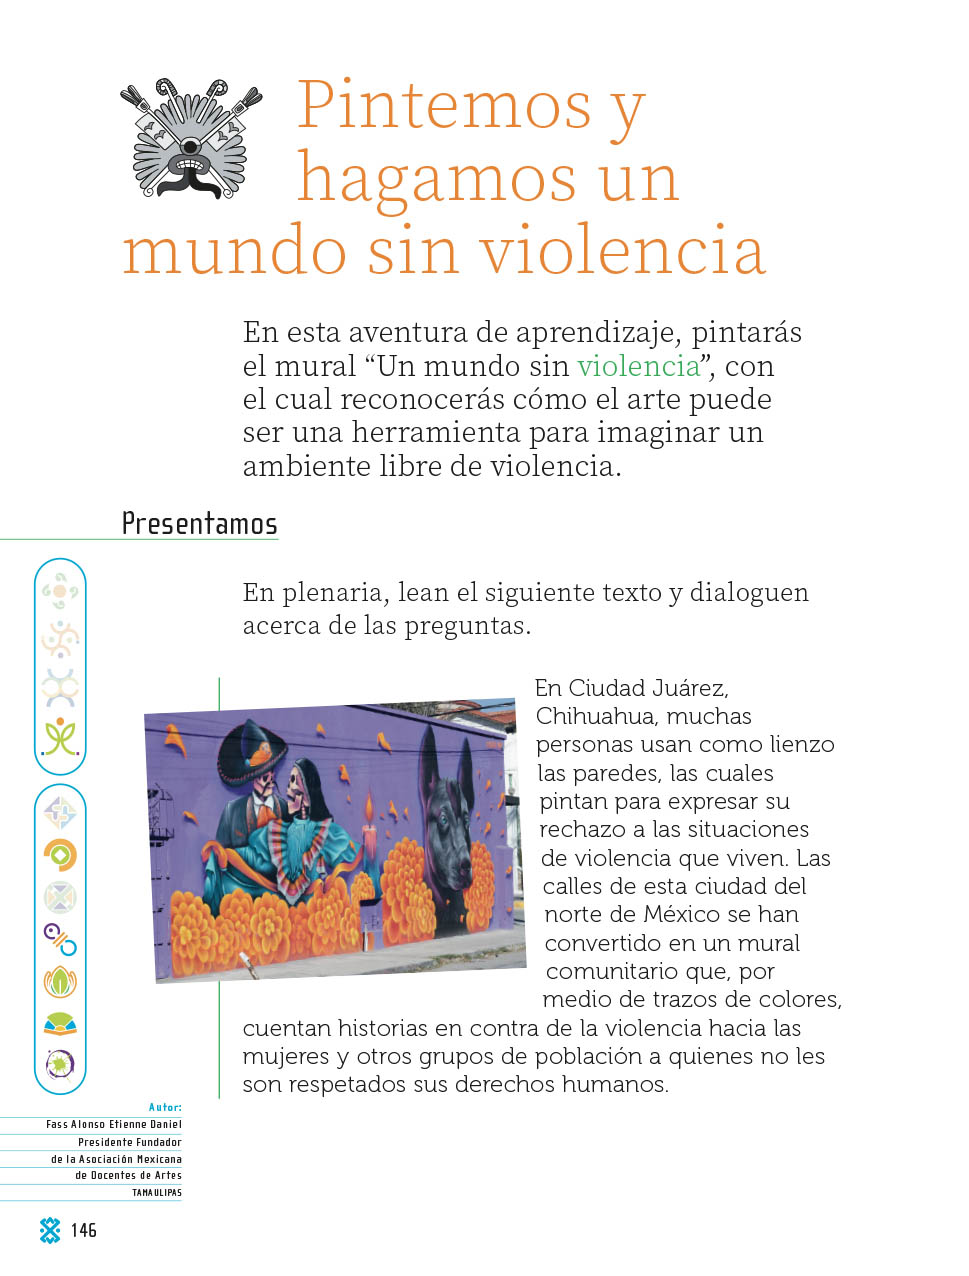 Pintemos y
hagamos un
mundo sin violencia
En esta aventura de aprendizaje, pintarás
el mural “Un mundo sin violencia”, con
el cual reconocerás cómo el arte puede
ser una herramienta para imaginar un
ambiente libre de violencia.
Presentamos
En plenaria, lean el siguiente texto y dialoguen
acerca de las preguntas.
En Ciudad Juárez,
Chihuahua, muchas
personas usan como lienzo
las paredes, las cuales
pintan para expresar su
rechazo a las situaciones
de violencia que viven. Las
calles de esta ciudad del
norte de México se han
convertido en un mural
comunitario que, por
medio de trazos de colores,
cuentan historias en contra de la violencia hacia las
mujeres y otros grupos de población a quienes no les
son respetados sus derechos humanos.
Autor:
Fass Alonso Etienne Daniel
Presidente Fundador
de la Asociación Mexicana
de Docentes de Artes
TAMAULIPAS
146